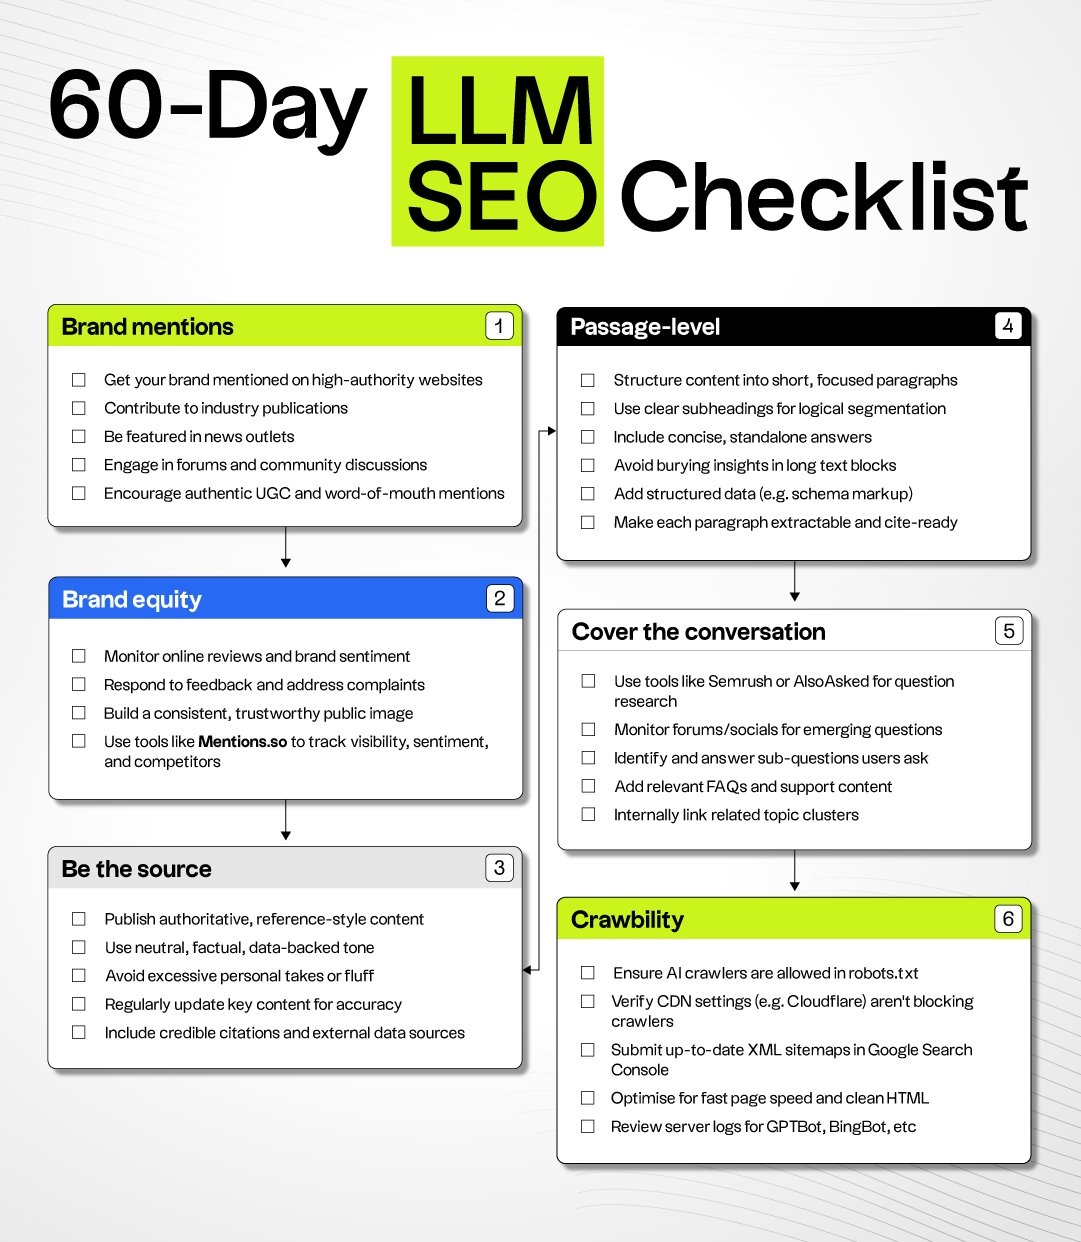 60-Day LLM
SEO Checklist
Brand mentions 1
Get your brand mentioned on high-authority websites
Contribute to industry publications
Be featured in news outlets
Engage in forums and community discussions
Encourage authentic UGC and word-of-mouth mentions
Brand equity 2
Monitor online reviews and brand sentiment
Respond to feedback and address complaints
Build a consistent, trustworthy public image
Use tools like Mentions.so to track visibility, sentiment,
and competitors
Be the source 3
Publish authoritative, reference-style content
Use neutral, factual, data-backed tone
Avoid excessive personal takes or fluff
Regularly update key content for accuracy
Include credible citations and external data sources
Passage-level 4
Structure content into short, focused paragraphs
Use clear subheadings for logical segmentation
Include concise, standalone answers
Avoid burying insights in long text blocks
Add structured data (e.g. schema markup)
Make each paragraph extractable and cite-ready
Cover the conversation 5
Use tools like Semrush or AlsoAsked for question
research
Monitor forums/socials for emerging questions
Identify and answer sub-questions users ask
Add relevant FAQs and support content
Internally link related topic clusters
Crawbility 6
Ensure AI crawlers are allowed in robots.txt
Verify CDN settings (e.g. Cloudflare) aren't blocking
crawlers
Submit up-to-date XML sitemaps in Google Search
Console
Optimise for fast page speed and clean HTML
Review server logs for GPTBot, BingBot, etc